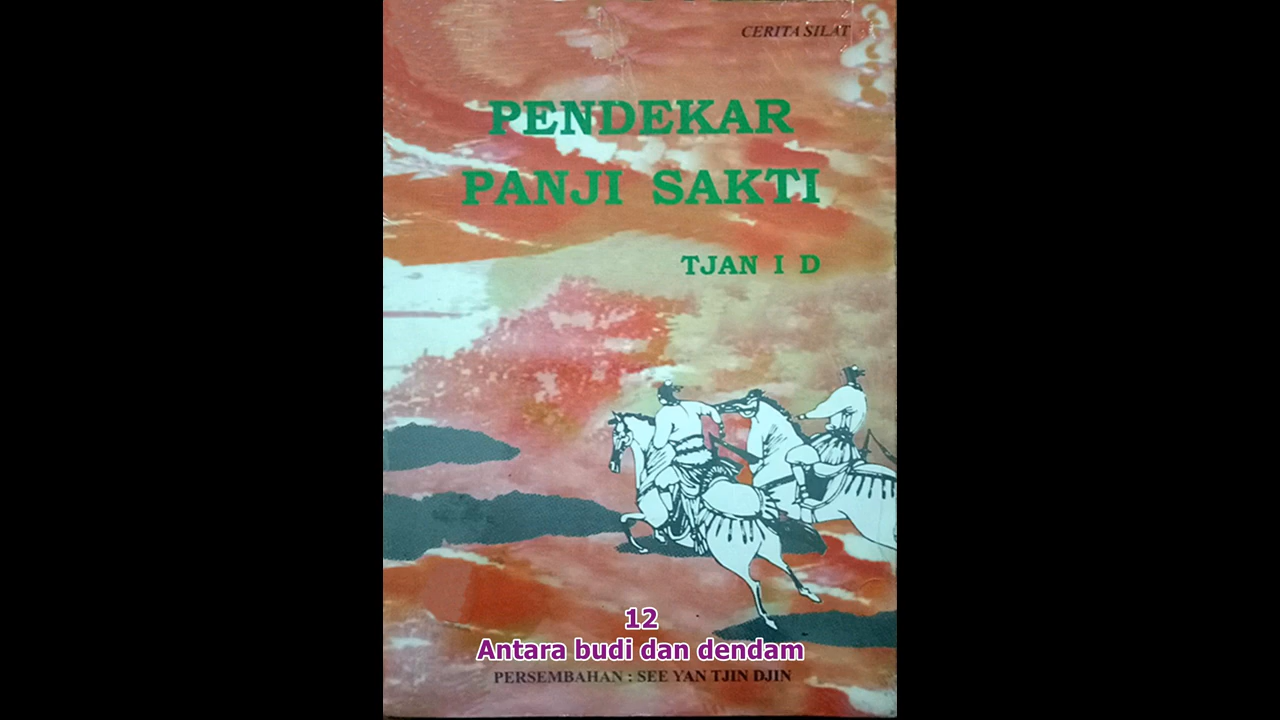 CERITA SILAT
PENDEKAR
PANJI SAKTI
TJAN I D
12
Antara budi dan dendam
PERSEMBAHAN : SEE YAN TJIN DJIN